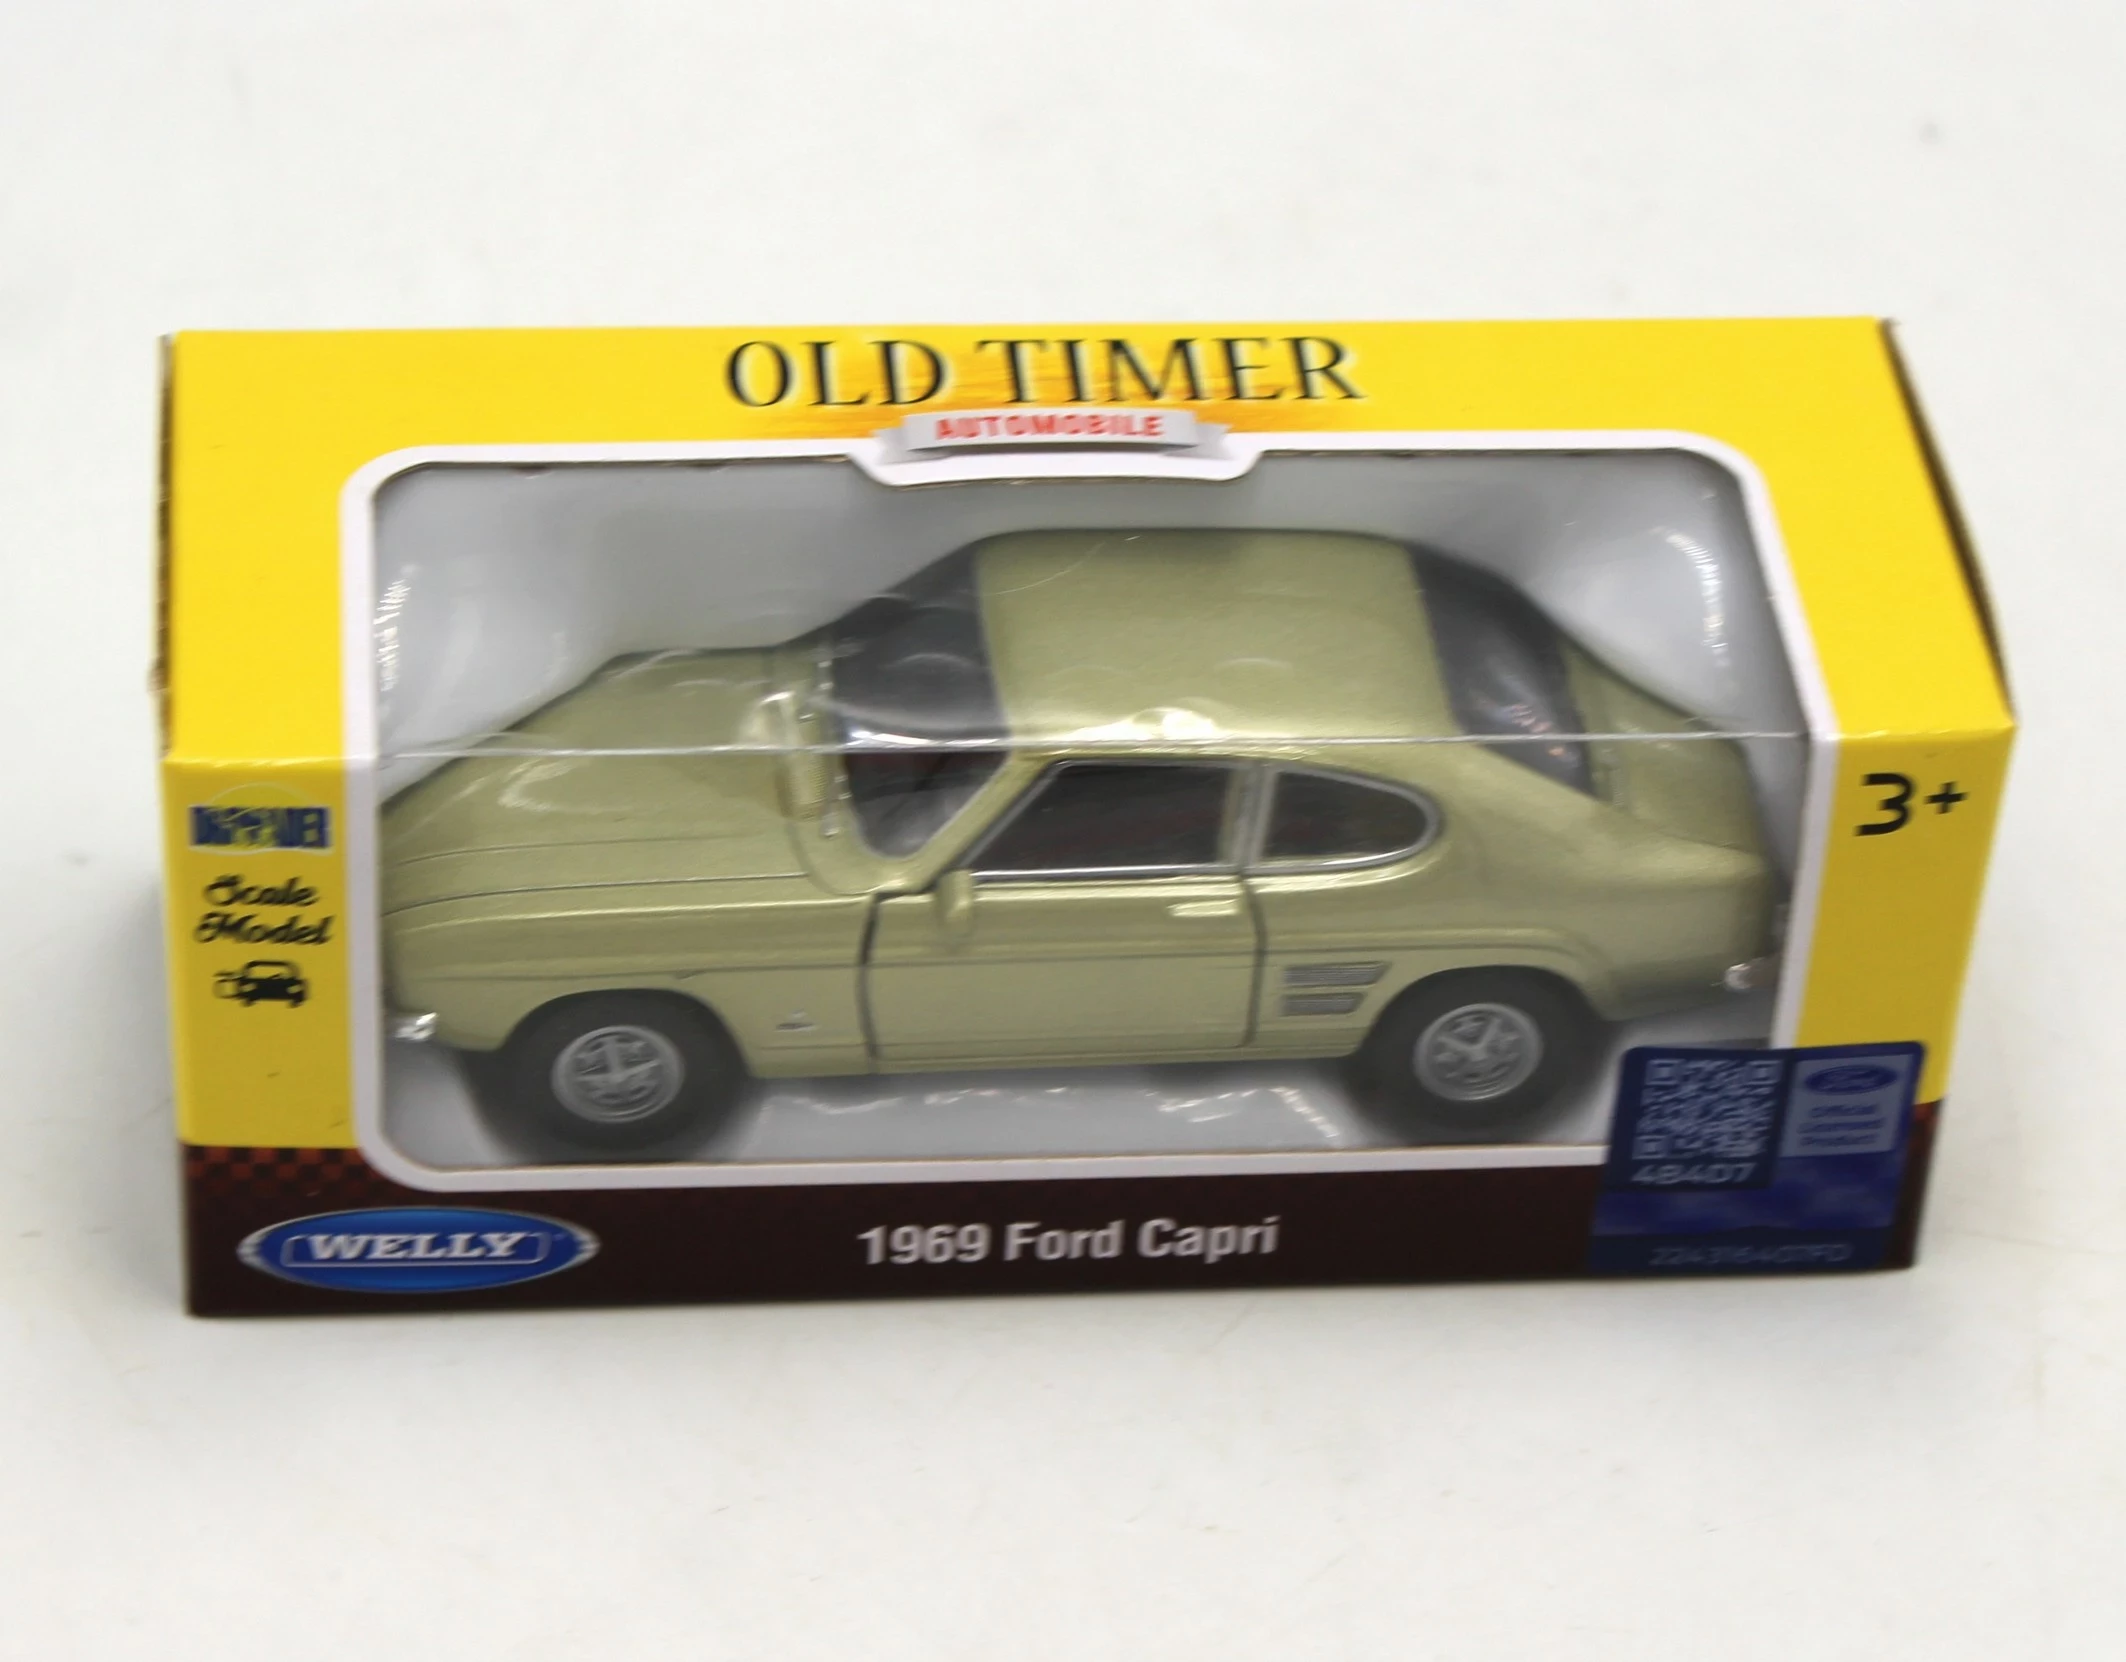 OLD TIMER
AUTOMOBILE
3+
Scale
Model
48407
WELLY
1969 Ford Capri